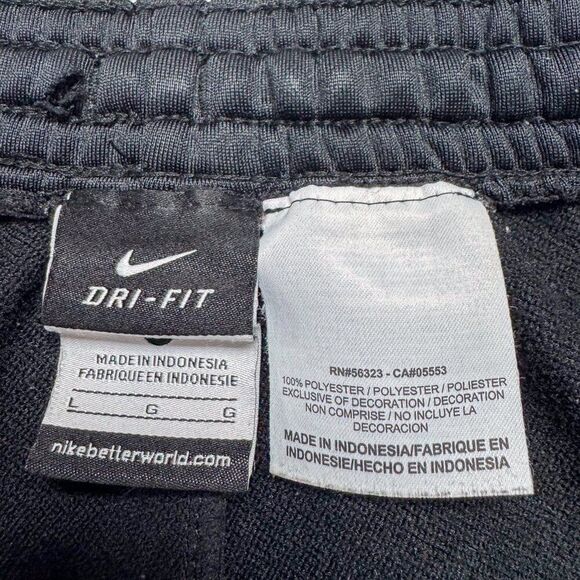 DRI-FIT
MADE IN INDONESIA
FABRIQUE EN INDONESIE
L G G
nikebetterworld.com
RN#56323 - CA#05553
100% POLYESTER / POLYESTER / POLIESTER
EXCLUSIVE OF DECORATION / DECORATION
NON COMPRISE / NO INCLUYE LA
DECORACION
MADE IN INDONESIA/FABRIQUE EN
INDONESIE/HECHO EN INDONESIA